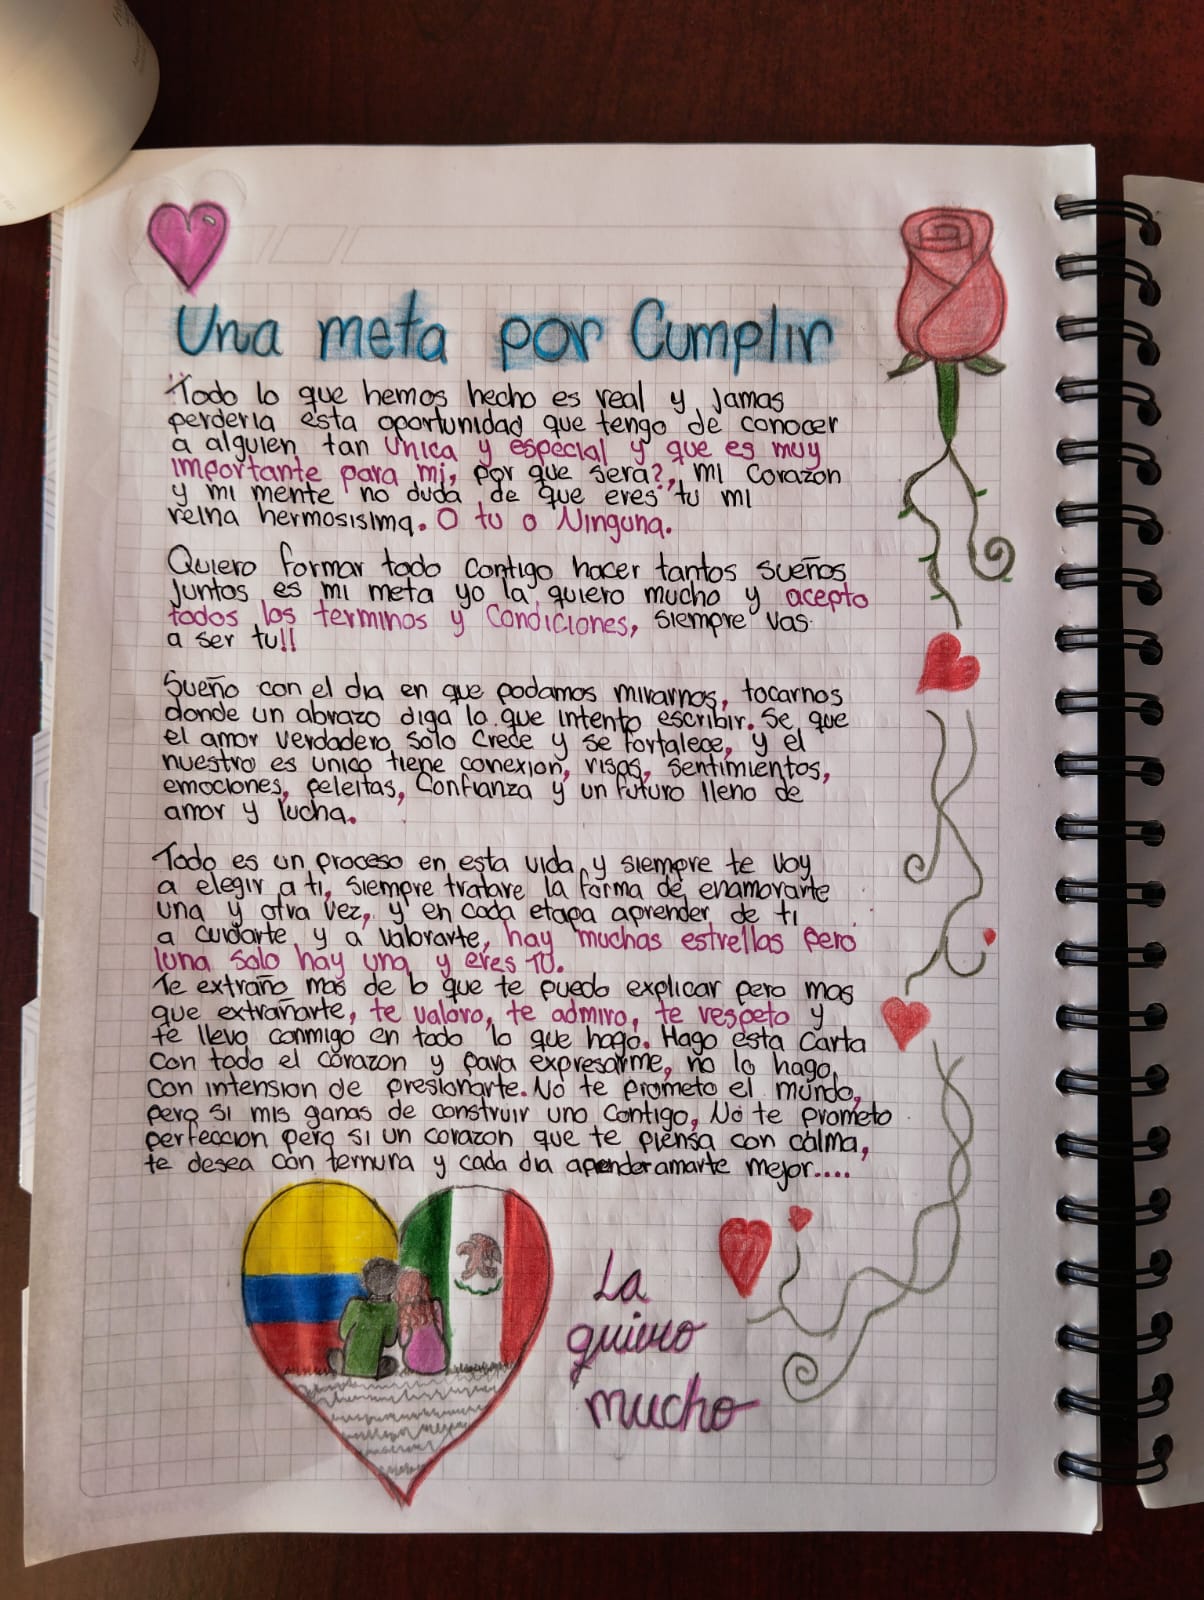 Una meta por Cumplir
Todo lo que hemos hecho es real y jamas
perderia esta oportunidad que tengo de conocer
a alguien tan unica y especial y que es muy
importante para mi, por que sera?, mi corazon
y mi mente no duda de que eres tu mi
reina hermosisima. O tu o Ninguna.
Quiero formar todo contigo hacer tantos sueños
juntos es mi meta yo la quiero mucho y acepto
todos los terminos y condiciones, siempre vas
a ser tu!!
Sueño con el dia en que podamos mirarnos, tocarnos
donde un abrazo diga lo que intento escribir. Se que
el amor verdadero solo crece y se fortalece, y el
nuestro es unico tiene conexion, risas, sentimientos,
emociones, peleitas, confianza y un futuro lleno de
amor y lucha.
Todo es un proceso en esta vida y siempre te voy
a elegir a ti, siempre tratare la forma de enamorarte
una y otra vez, y en cada etapa aprender de ti
a cuidarte y a valorarte, hay muchas estrellas pero
luna solo hay una y eres TU.
Te extraño mas de lo que te puedo explicar pero mas
que extrañarte, te valoro, te admiro, te respeto y
te llevo conmigo en todo lo que hago. Hago esta carta
con todo el corazon y para expresarme, no lo hago
con intension de presionarte. No te prometo el mundo,
pero si mis ganas de construir uno contigo, No te prometo
perfeccion pero si un corazon que te piensa con calma,
te desea con ternura y cada dia apenderamarte mejor....
La
quiero
mucho